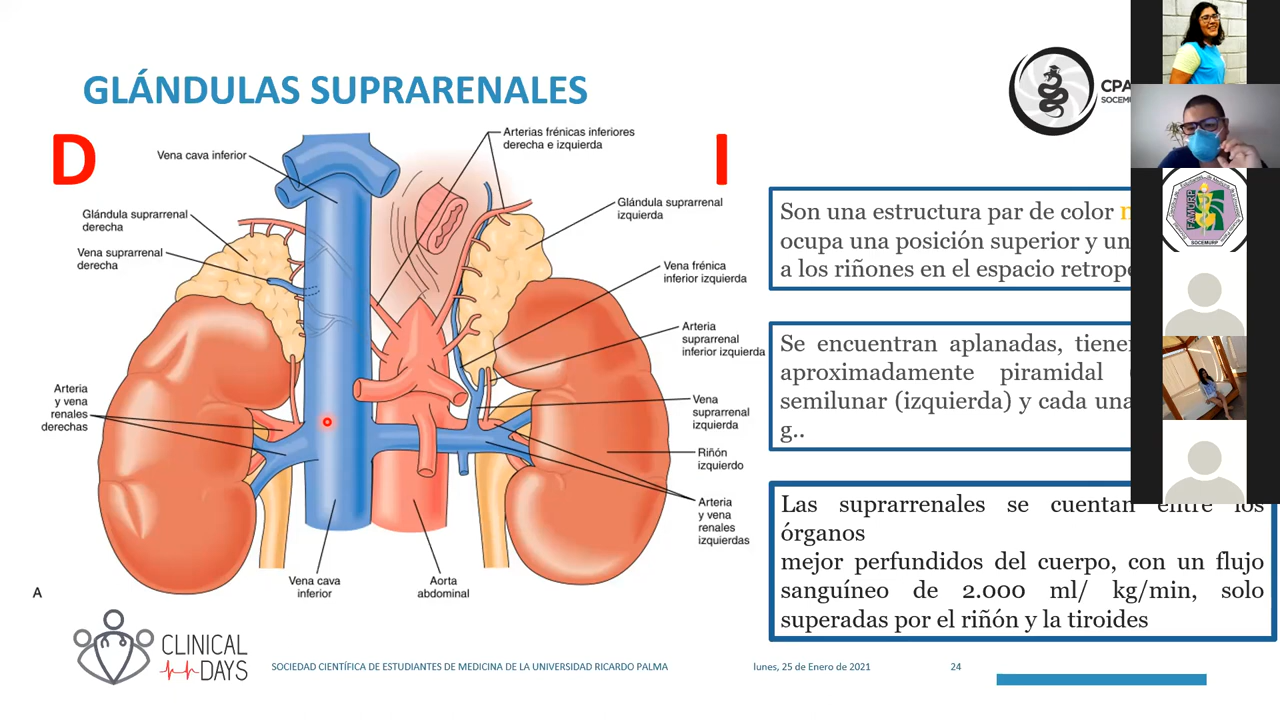 GLÁNDULAS SUPRARENALES
D
I
CPA
SOCEMU
Vena cava inferior
Arterias frénicas inferiores
derecha e izquierda
Glándula suprarrenal
derecha
Glándula suprarrenal
izquierda
Vena suprarrenal
derecha
Vena frénica
inferior izquierda
Arteria
suprarrenal
inferior izquierda
Arteria
y vena
renales
derechas
Vena
suprarrenal
izquierda
Riñón
izquierdo
Arteria
y vena
renales
izquierdas
Vena cava
inferior
Aorta
abdominal
A
Son una estructura par de color
ocupa una posición superior y un
a los riñones en el espacio retrope
Se encuentran aplanadas, tiene
aproximadamente piramidal
semilunar (izquierda) y cada una
g..
Las suprarrenales se cuentan entre los
órganos
mejor perfundidos del cuerpo, con un flujo
sanguíneo de 2.000 ml/ kg/min, solo
superadas por el riñón y la tiroides
FAMURP
SOCEMURP
CLINICAL
DAYS
SOCIEDAD CIENTÍFICA DE ESTUDIANTES DE MEDICINA DE LA UNIVERSIDAD RICARDO PALMA
lunes, 25 de Enero de 2021
24